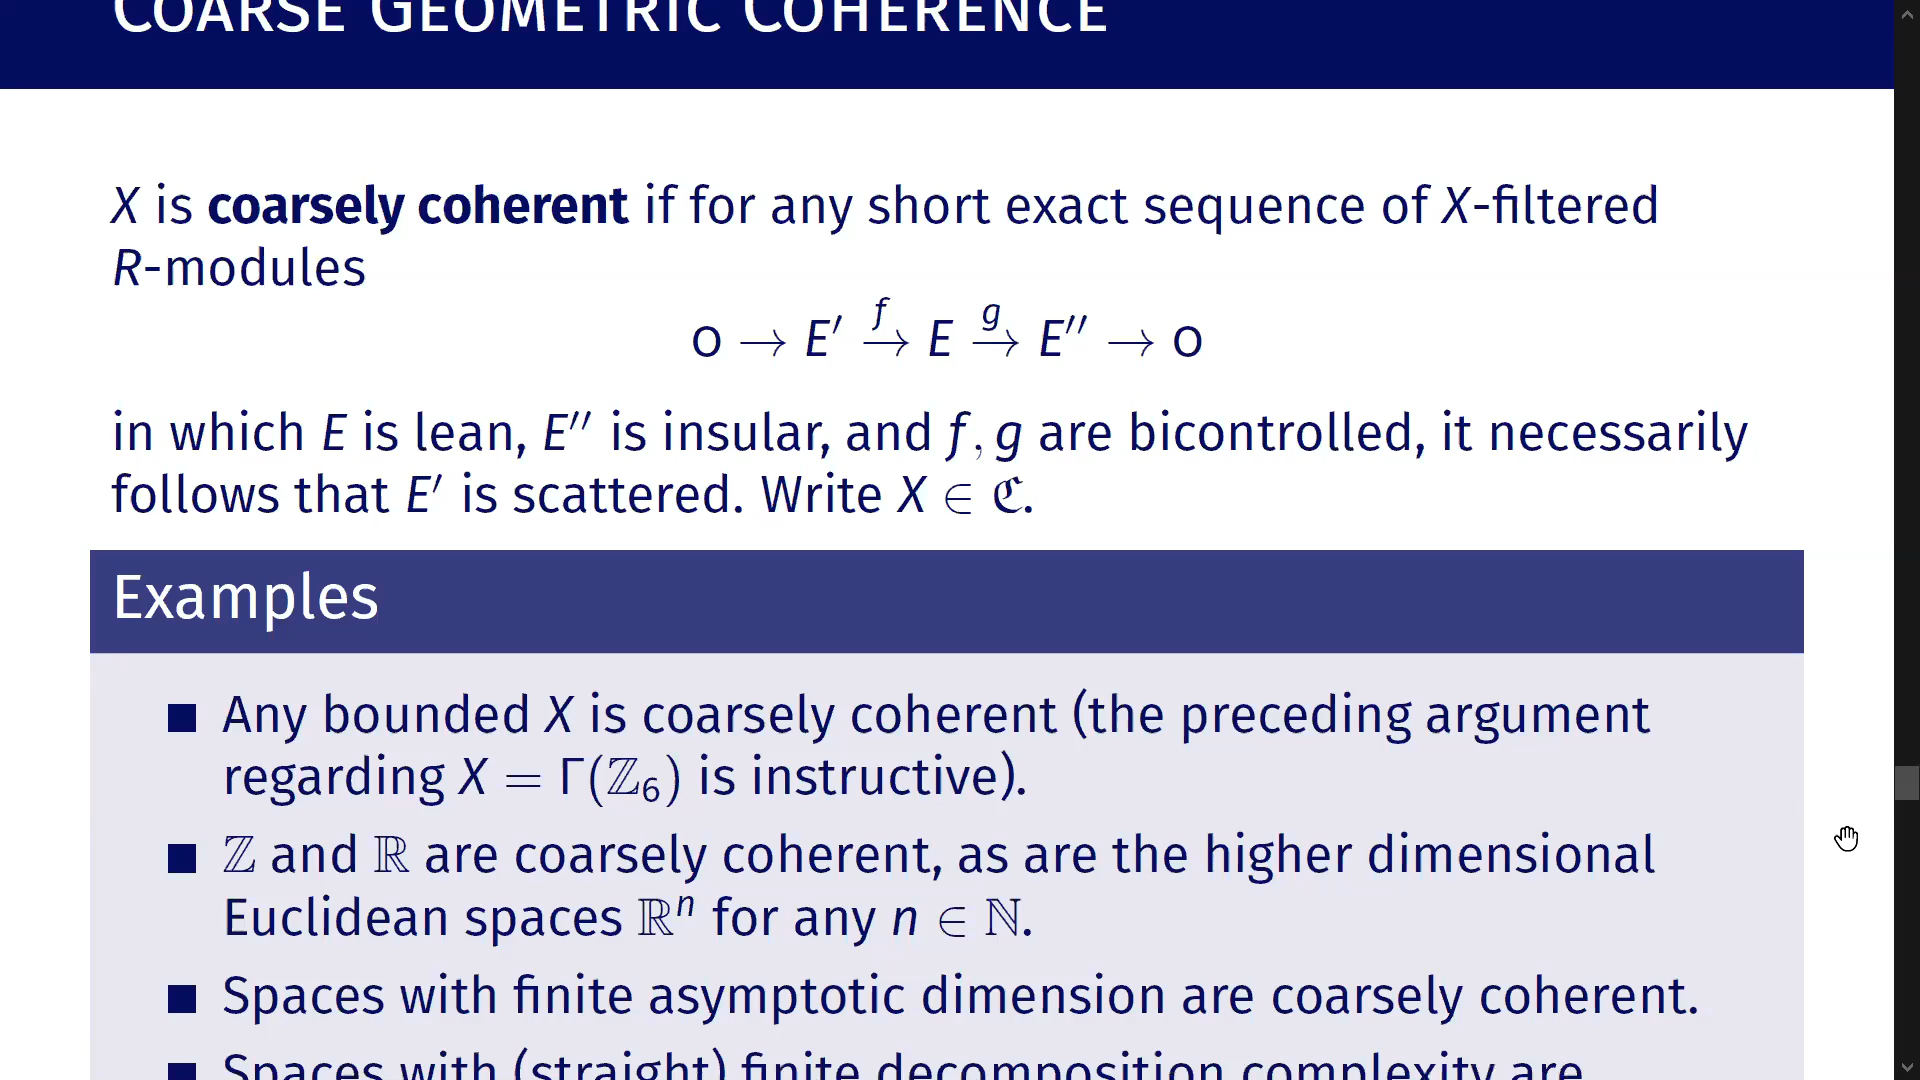 COARSE GEOMETRIC COHERENCE
X is coarsely coherent if for any short exact sequence of X-filtered
R-modules
0 → E′ →^f E →^g E″ → 0
in which E is lean, E″ is insular, and f, g are bicontrolled, it necessarily
follows that E′ is scattered. Write X ∈ ℭ.
Examples
■ Any bounded X is coarsely coherent (the preceding argument
regarding X = Γ(ℤ₆) is instructive).
■ ℤ and ℝ are coarsely coherent, as are the higher dimensional
Euclidean spaces ℝⁿ for any n ∈ ℕ.
■ Spaces with finite asymptotic dimension are coarsely coherent.
■ Spaces with (straight) finite decomposition complexity are